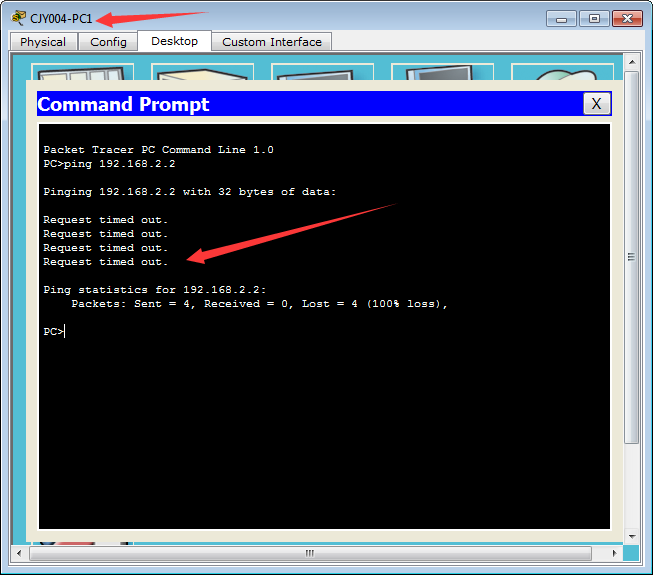 CJY004-PC1
Physical Config Desktop Custom Interface
Command Prompt X
Packet Tracer PC Command Line 1.0
PC>ping 192.168.2.2
Pinging 192.168.2.2 with 32 bytes of data:
Request timed out.
Request timed out.
Request timed out.
Request timed out.
Ping statistics for 192.168.2.2:
Packets: Sent = 4, Received = 0, Lost = 4 (100% loss),
PC>